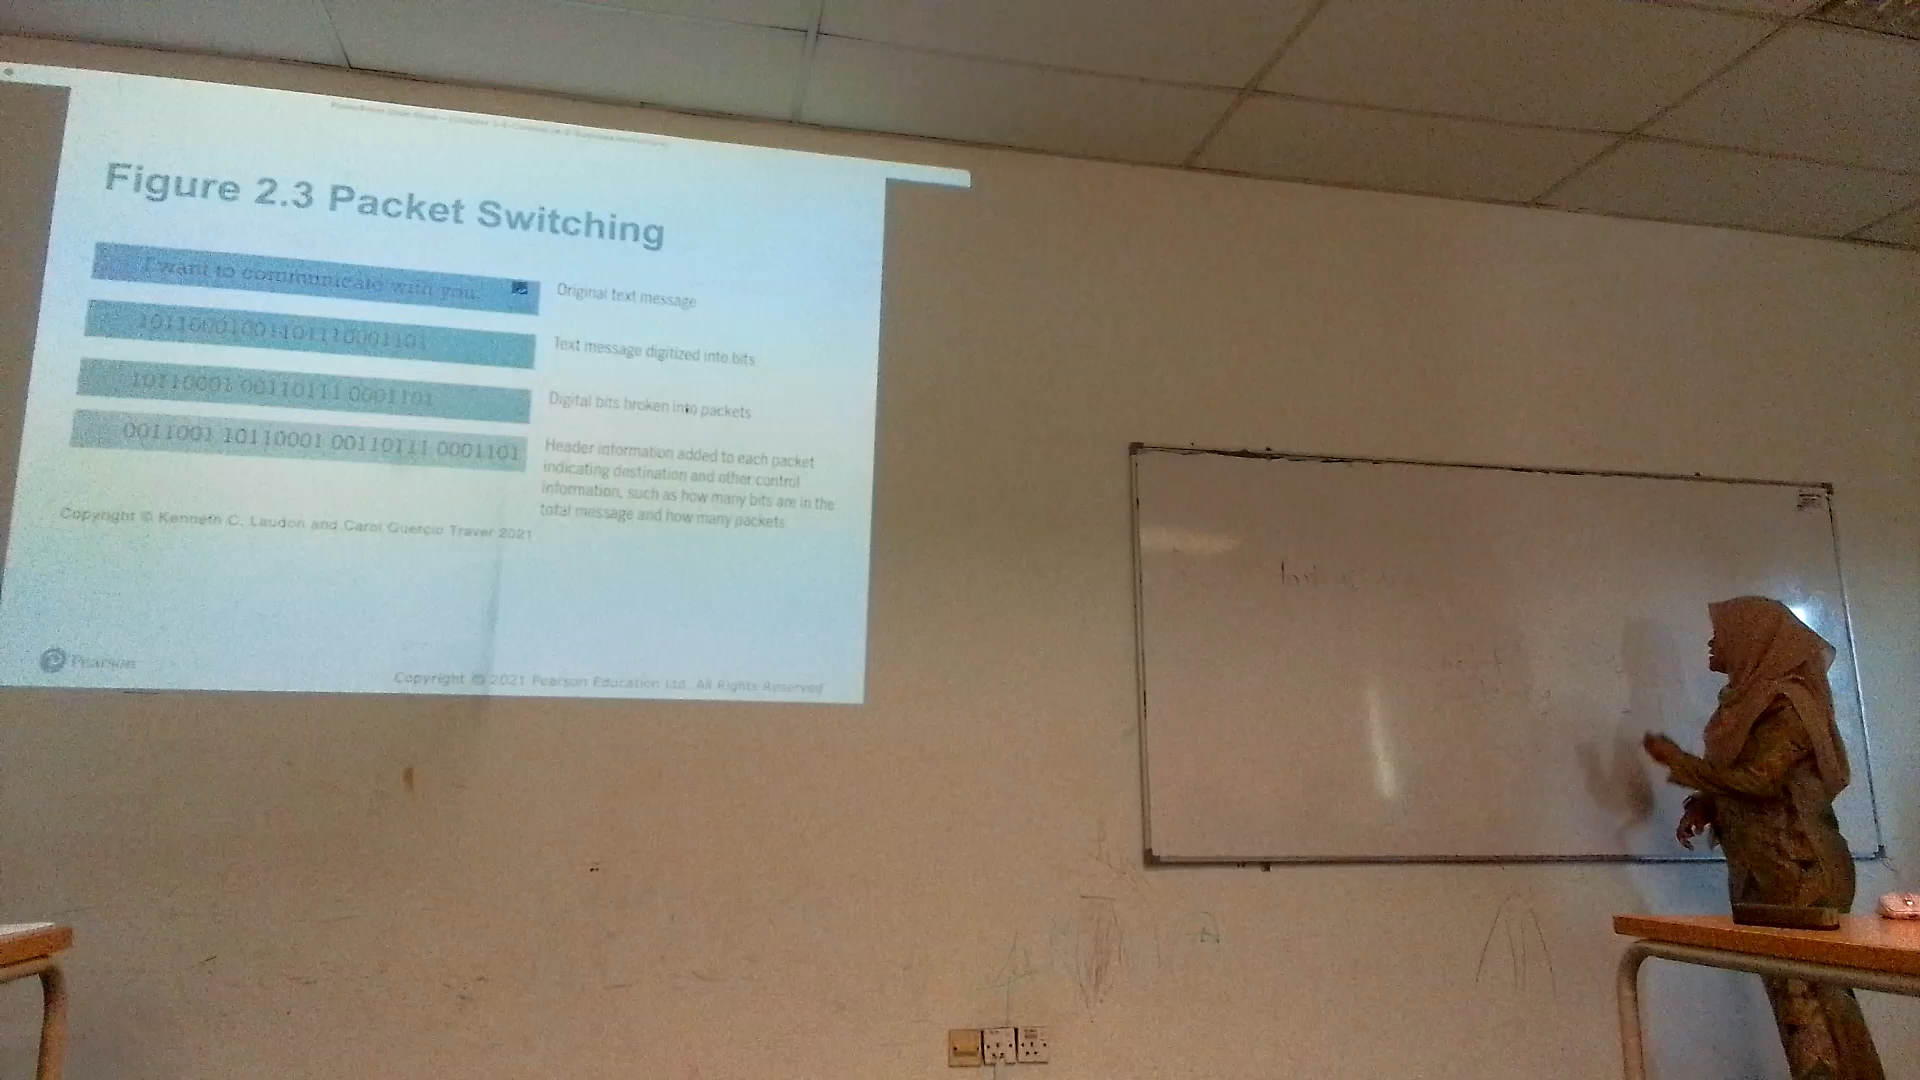 Figure 2.3 Packet Switching
I want to communicate with you.
Original text message
10110001001101110001101
Text message digitized into bits
10110001 00110111 0001101
Digital bits broken into packets
0011001 10110001 00110111 0001101
Header information added to each packet
indicating destination and other control
information, such as how many bits are in the
total message and how many packets
Copyright © Kenneth C. Laudon and Carol Guercio Traver 2021
Pearson
Copyright © 2021 Pearson Education Ltd. All Rights Reserved